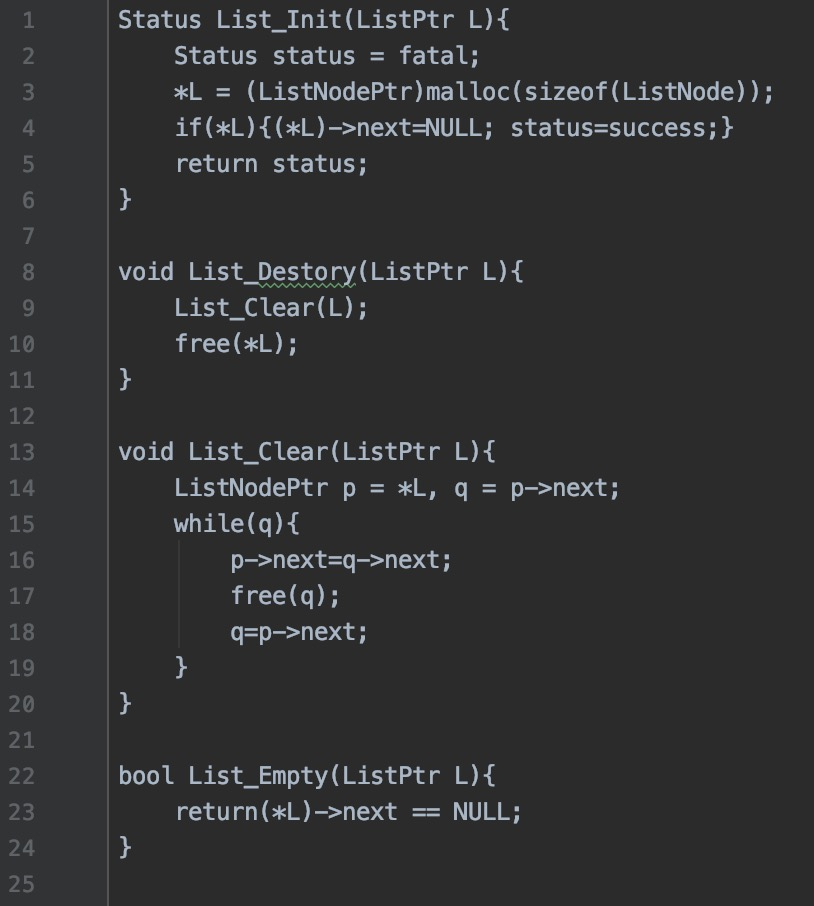 1 Status List_Init(ListPtr L){
2     Status status = fatal;
3     *L = (ListNodePtr)malloc(sizeof(ListNode));
4     if(*L){(*L)->next=NULL; status=success;}
5     return status;
6 }
7
8 void List_Destory(ListPtr L){
9     List_Clear(L);
10     free(*L);
11 }
12
13 void List_Clear(ListPtr L){
14     ListNodePtr p = *L, q = p->next;
15     while(q){
16         p->next=q->next;
17         free(q);
18         q=p->next;
19     }
20 }
21
22 bool List_Empty(ListPtr L){
23     return(*L)->next == NULL;
24 }
25